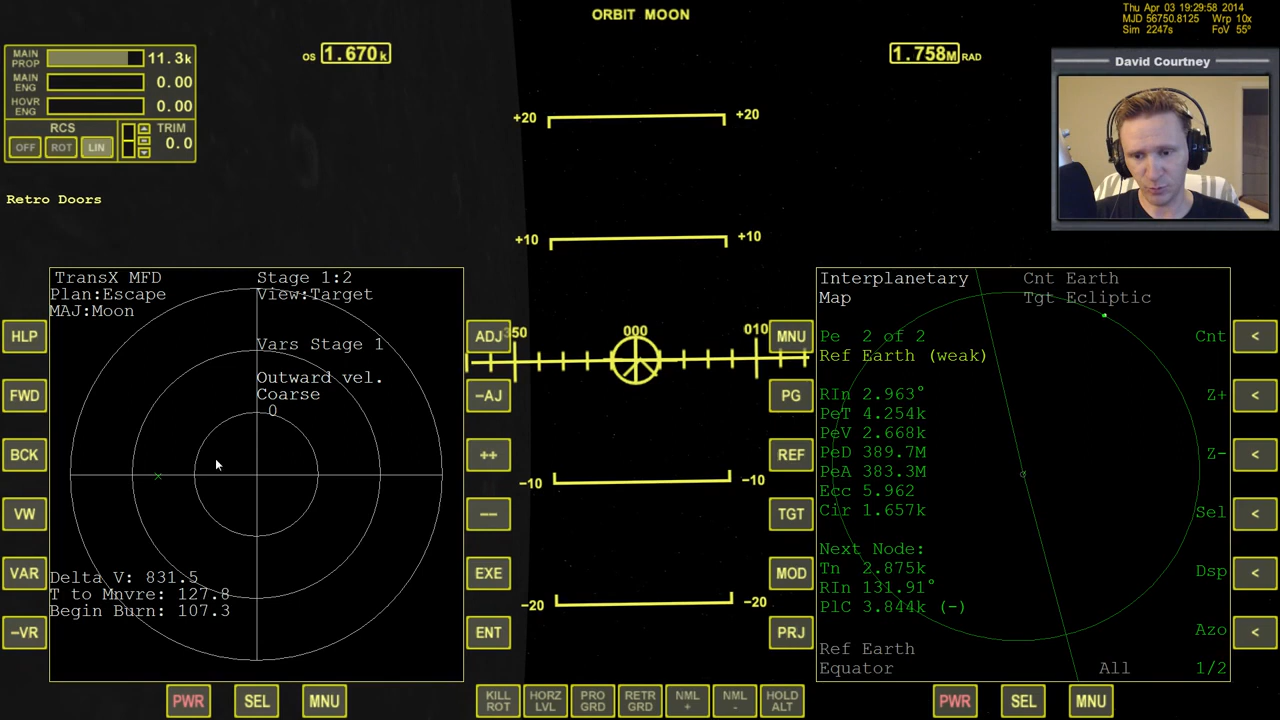 ORBIT MOON
Thu Apr 03 19:29:58 2014
MJD 56750.8125 Wrp 10x
Sim 2247s FoV 55°
MAIN PROP 11.3k
MAIN ENG 0.00
HOVR ENG 0.00
RCS TRIM
OFF ROT LIN 0.0
OS 1.670k
1.758M RAD
David Courtney
Retro Doors
+20 +20
+10 +10
350 000 010
-10 -10
-20 -20
TransX MFD Stage 1:2
Plan:Escape View:Target
MAJ:Moon
Vars Stage 1
Outward vel.
Coarse
0
Delta V: 831.5
T to Mnvre: 127.8
Begin Burn: 107.3
HLP
FWD
BCK
VW
VAR
-VR
ADJ
-AJ
++
--
EXE
ENT
PWR SEL MNU
KILL ROT
HORZ LVL
PRO GRD
RETR GRD
NML +
NML -
HOLD ALT
MNU
PG
REF
TGT
MOD
PRJ
Interplanetary Cnt Earth
Map Tgt Ecliptic
Pe 2 of 2
Ref Earth (weak)
RIn 2.963°
PeT 4.254k
PeV 2.668k
PeD 389.7M
PeA 383.3M
Ecc 5.962
Cir 1.657k
Next Node:
Tn 2.875k
RIn 131.91°
PlC 3.844k (-)
Ref Earth
Equator All 1/2
Cnt <
Z+ <
Z- <
Sel <
Dsp <
Azo <
PWR SEL MNU